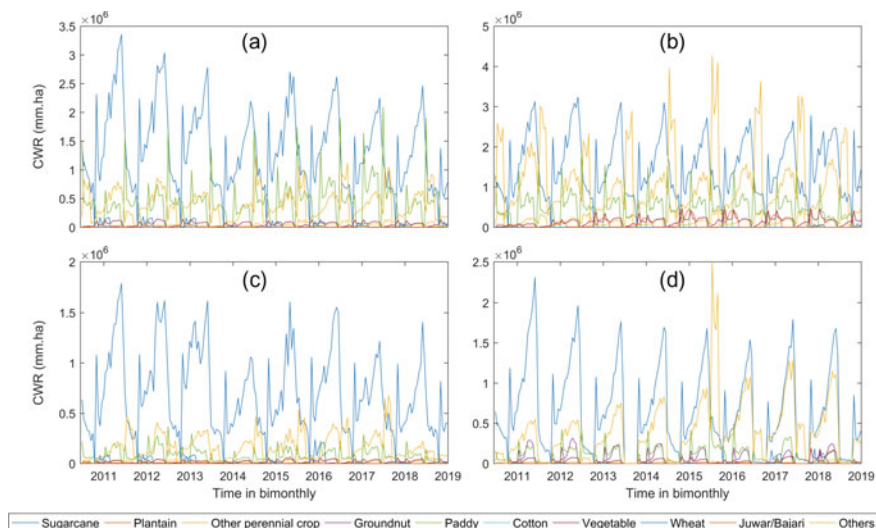 ×10⁶ ×10⁶
3.5 (a) 5 (b)
3 4
2.5
2 3
1.5 2
1
0.5 1
0 0
CWR (mm.ha)
×10⁶ ×10⁶
2 (c) 2.5 (d)
1.5 2
1 1.5
1
0.5 0.5
0 0
CWR (mm.ha)
2011 2012 2013 2014 2015 2016 2017 2018 2019 2011 2012 2013 2014 2015 2016 2017 2018 2019
Time in bimonthly Time in bimonthly
Sugarcane Plantain Other perennial crop Groundnut Paddy Cotton Vegetable Wheat Juwar/Bajari Others